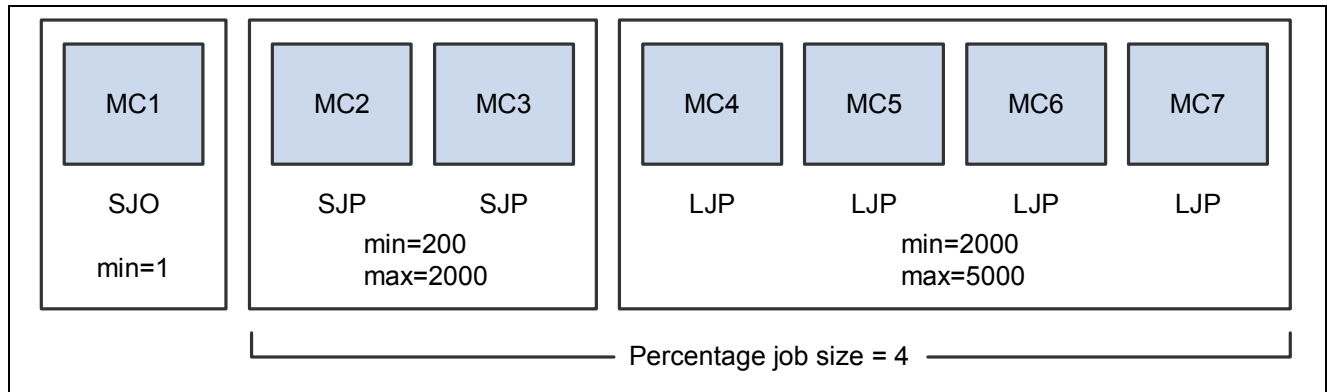 MC1
MC2
MC3
MC4
MC5
MC6
MC7
SJO
SJP
SJP
LJP
LJP
LJP
LJP
min=1
min=200
max=2000
min=2000
max=5000
Percentage job size = 4